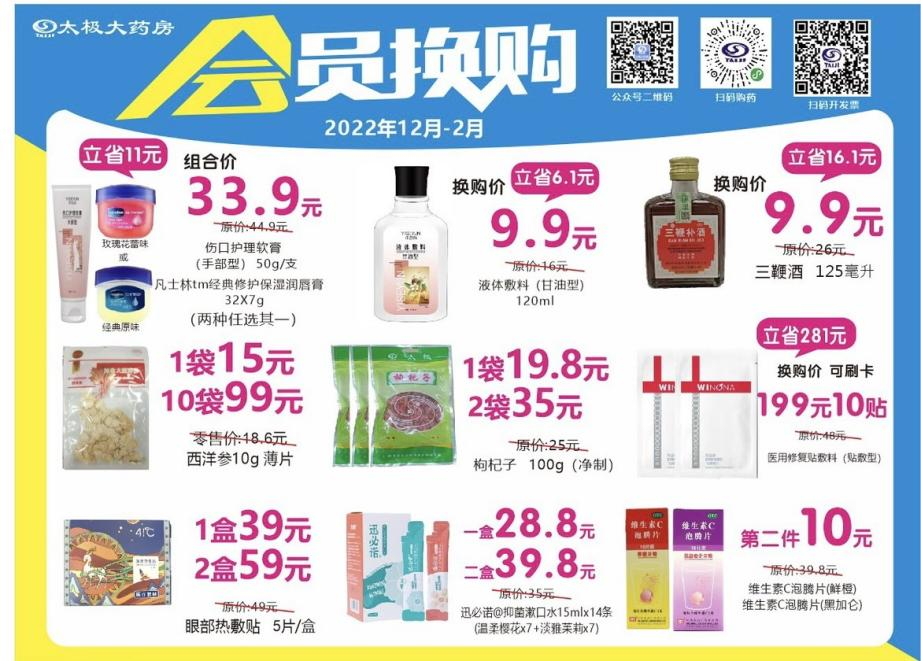 太极大药房
TAIJI
会员换购
2022年12月-2月
公众号二维码
扫码购药
扫码开发票
立省11元
组合价
33.9元
原价:44.9元
伤口护理软膏
(手部型) 50g/支
凡士林tm经典修护保湿润唇膏
32X7g
(两种任选其一)
玫瑰花蕾味
或
经典原味
换购价
立省6.1元
9.9元
原价:16元
液体敷料(甘油型)
120ml
液体敷料
甘油型
换购价
立省16.1元
9.9元
原价:26元
三鞭酒 125毫升
三鞭补酒
1袋15元
10袋99元
零售价:18.6元
西洋参10g 薄片
太极
枸杞子
1袋19.8元
2袋35元
原价:25元
枸杞子 100g(净制)
立省281元
换购价 可刷卡
199元10贴
原价:48元
医用修复贴敷料(贴敷型)
WINONA
41℃
1盒39元
2盒59元
原价:49元
眼部热敷贴 5片/盒
迅必诺
一盒28.8元
二盒39.8元
原价:35元
迅必诺@抑菌漱口水15mlx14条
(温柔樱花x7+淡雅茉莉x7)
维生素C
泡腾片
维生素C
泡腾片
第二件10元
原价:39.8元
维生素C泡腾片(鲜橙)
维生素C泡腾片(黑加仑)